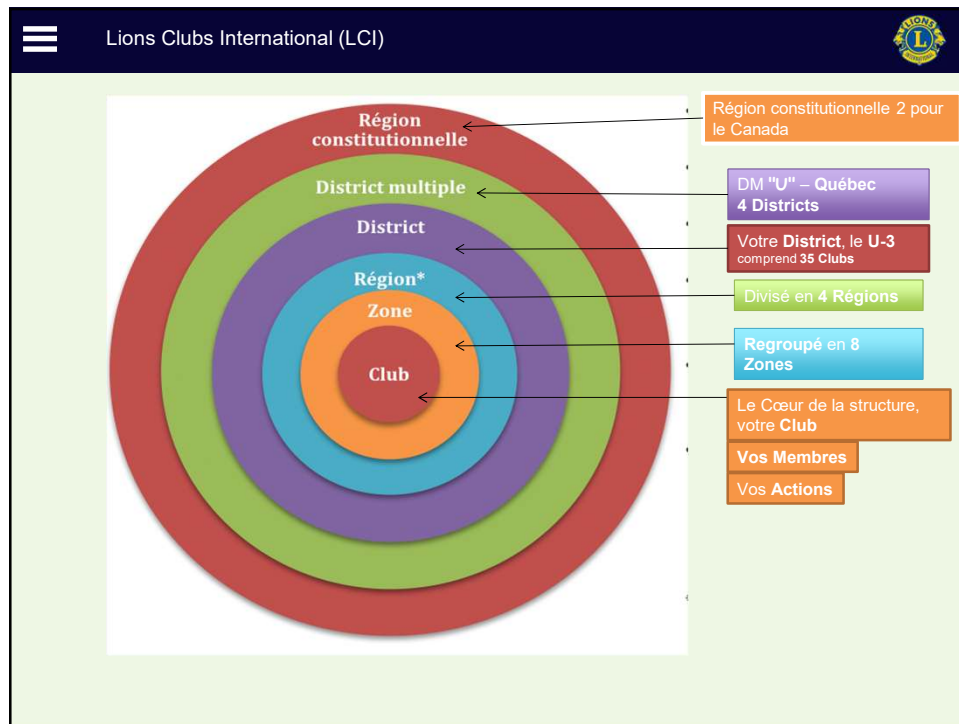 Lions Clubs International (LCI)
LIONS
L
INTERNATIONAL
Région
constitutionnelle
District multiple
District
Région*
Zone
Club
Région constitutionnelle 2 pour
le Canada
DM "U" – Québec
4 Districts
Votre District, le U-3
comprend 35 Clubs
Divisé en 4 Régions
Regroupé en 8
Zones
Le Cœur de la structure,
votre Club
Vos Membres
Vos Actions